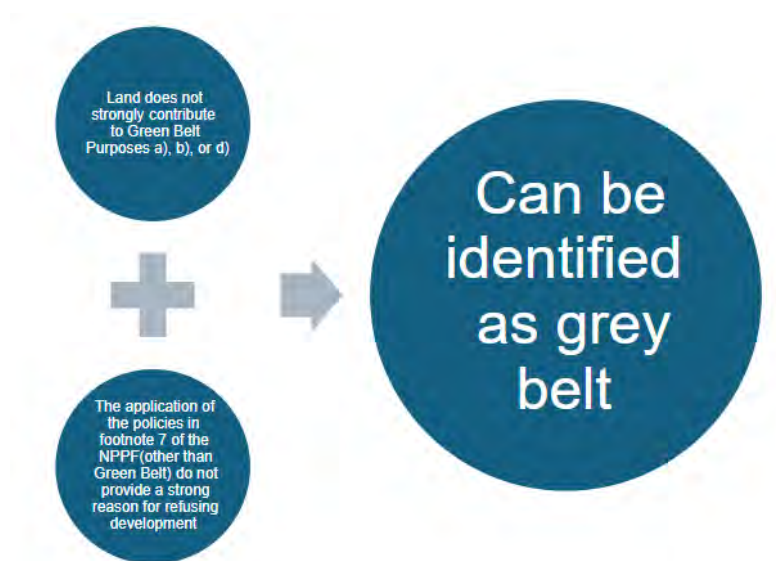 Land does not
strongly contribute
to Green Belt
Purposes a), b), or d)
The application of
the policies in
footnote 7 of the
NPPF(other than
Green Belt) do not
provide a strong
reason for refusing
development
Can be
identified
as grey
belt